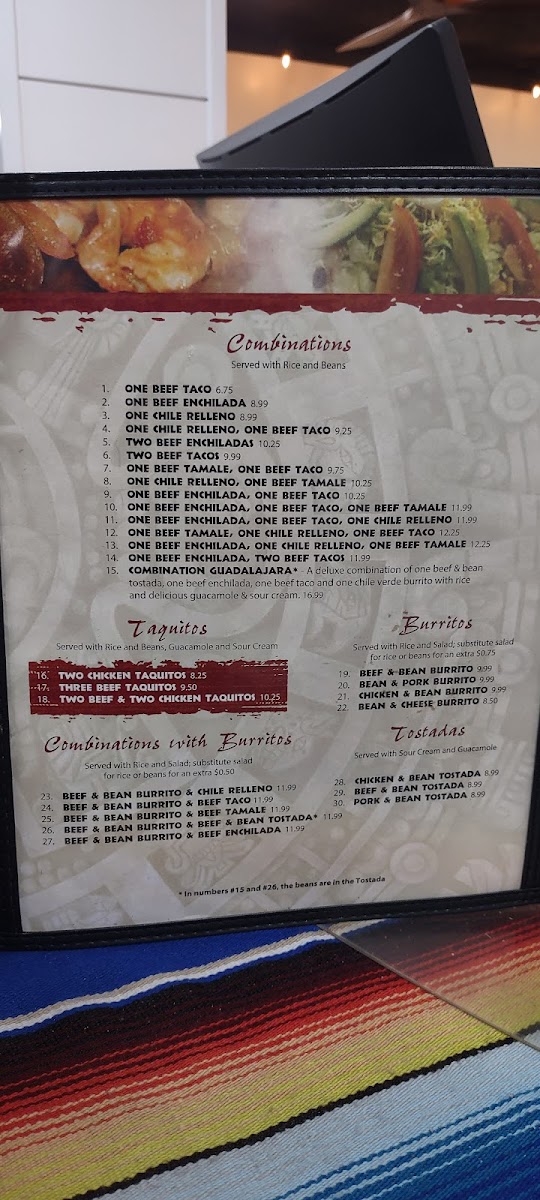 Combinations
Served with Rice and Beans
1. ONE BEEF TACO 6.75
2. ONE BEEF ENCHILADA 8.99
3. ONE CHILE RELLENO 8.99
4. ONE CHILE RELLENO, ONE BEEF TACO 9.25
5. TWO BEEF ENCHILADAS 10.25
6. TWO BEEF TACOS 9.99
7. ONE BEEF TAMALE, ONE BEEF TACO 9.75
8. ONE CHILE RELLENO, ONE BEEF TAMALE 10.25
9. ONE BEEF ENCHILADA, ONE BEEF TACO 10.25
10. ONE BEEF ENCHILADA, ONE BEEF TACO, ONE BEEF TAMALE 11.99
11. ONE BEEF ENCHILADA, ONE BEEF TACO, ONE CHILE RELLENO 11.99
12. ONE BEEF TAMALE, ONE CHILE RELLENO, ONE BEEF TACO 12.25
13. ONE BEEF ENCHILADA, ONE CHILE RELLENO, ONE BEEF TAMALE 12.25
14. ONE BEEF ENCHILADA, TWO BEEF TACOS 11.99
15. COMBINATION GUADALAJARA* - A deluxe combination of one beef & bean
tostada, one beef enchilada, one beef taco and one chile verde burrito with rice
and delicious guacamole & sour cream. 16.99
Taquitos
Served with Rice and Beans, Guacamole and Sour Cream
16. TWO CHICKEN TAQUITOS 8.25
17. THREE BEEF TAQUITOS 9.50
18. TWO BEEF & TWO CHICKEN TAQUITOS 10.25
Burritos
Served with Rice and Salad; substitute salad
for rice or beans for an extra $0.75
19. BEEF & BEAN BURRITO 9.99
20. BEAN & PORK BURRITO 9.99
21. CHICKEN & BEAN BURRITO 9.99
22. BEAN & CHEESE BURRITO 8.50
Combinations with Burritos
Served with Rice and Salad; substitute salad
for rice or beans for an extra $0.50
23. BEEF & BEAN BURRITO & CHILE RELLENO 11.99
24. BEEF & BEAN BURRITO & BEEF TACO 11.99
25. BEEF & BEAN BURRITO & BEEF TAMALE 11.99
26. BEEF & BEAN BURRITO & BEEF & BEAN TOSTADA* 11.99
27. BEEF & BEAN BURRITO & BEEF ENCHILADA 11.99
Tostadas
Served with Sour Cream and Guacamole
28. CHICKEN & BEAN TOSTADA 8.99
29. BEEF & BEAN TOSTADA 8.99
30. PORK & BEAN TOSTADA 8.99
* In numbers #15 and #26, the beans are in the Tostada